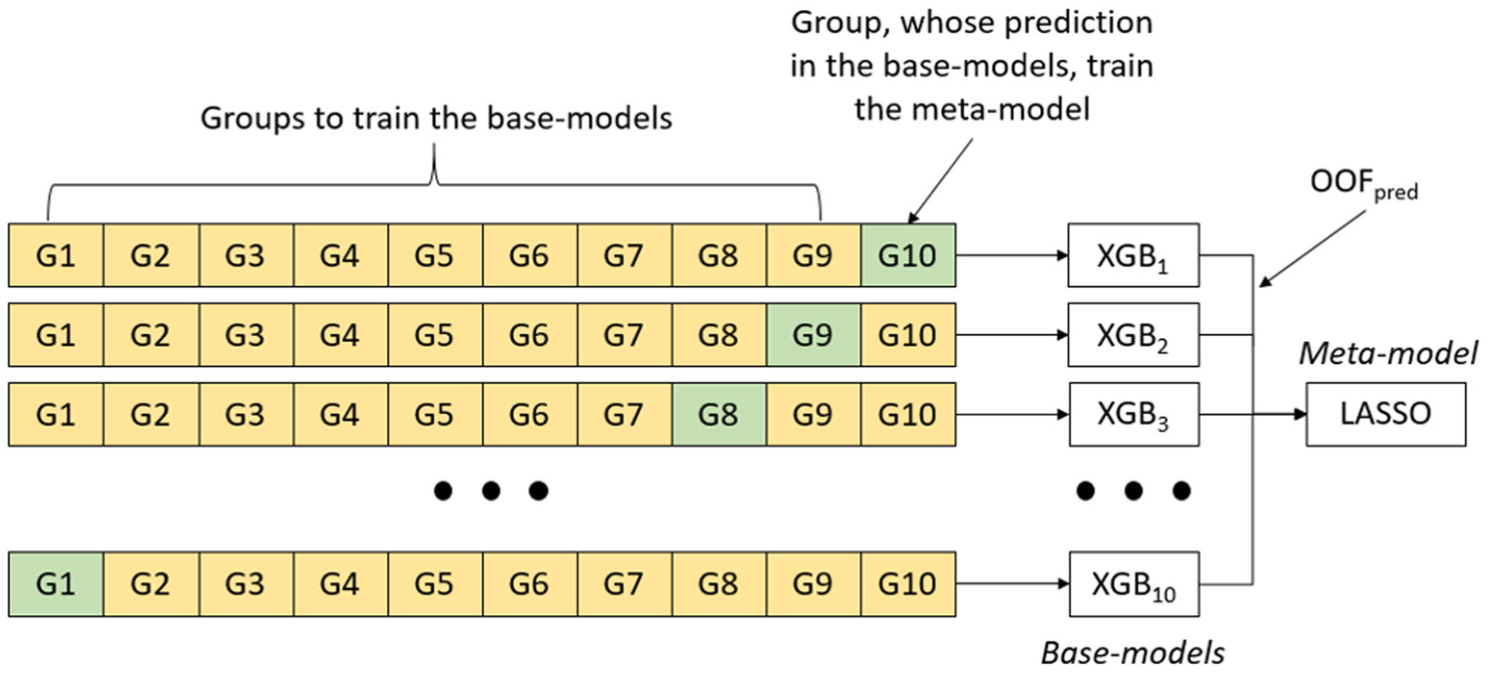 Group, whose prediction
in the base-models, train
the meta-model
Groups to train the base-models
OOFpred
G1 G2 G3 G4 G5 G6 G7 G8 G9 G10 XGB1
G1 G2 G3 G4 G5 G6 G7 G8 G9 G10 XGB2
Meta-model
G1 G2 G3 G4 G5 G6 G7 G8 G9 G10 XGB3 LASSO
G1 G2 G3 G4 G5 G6 G7 G8 G9 G10 XGB10
Base-models